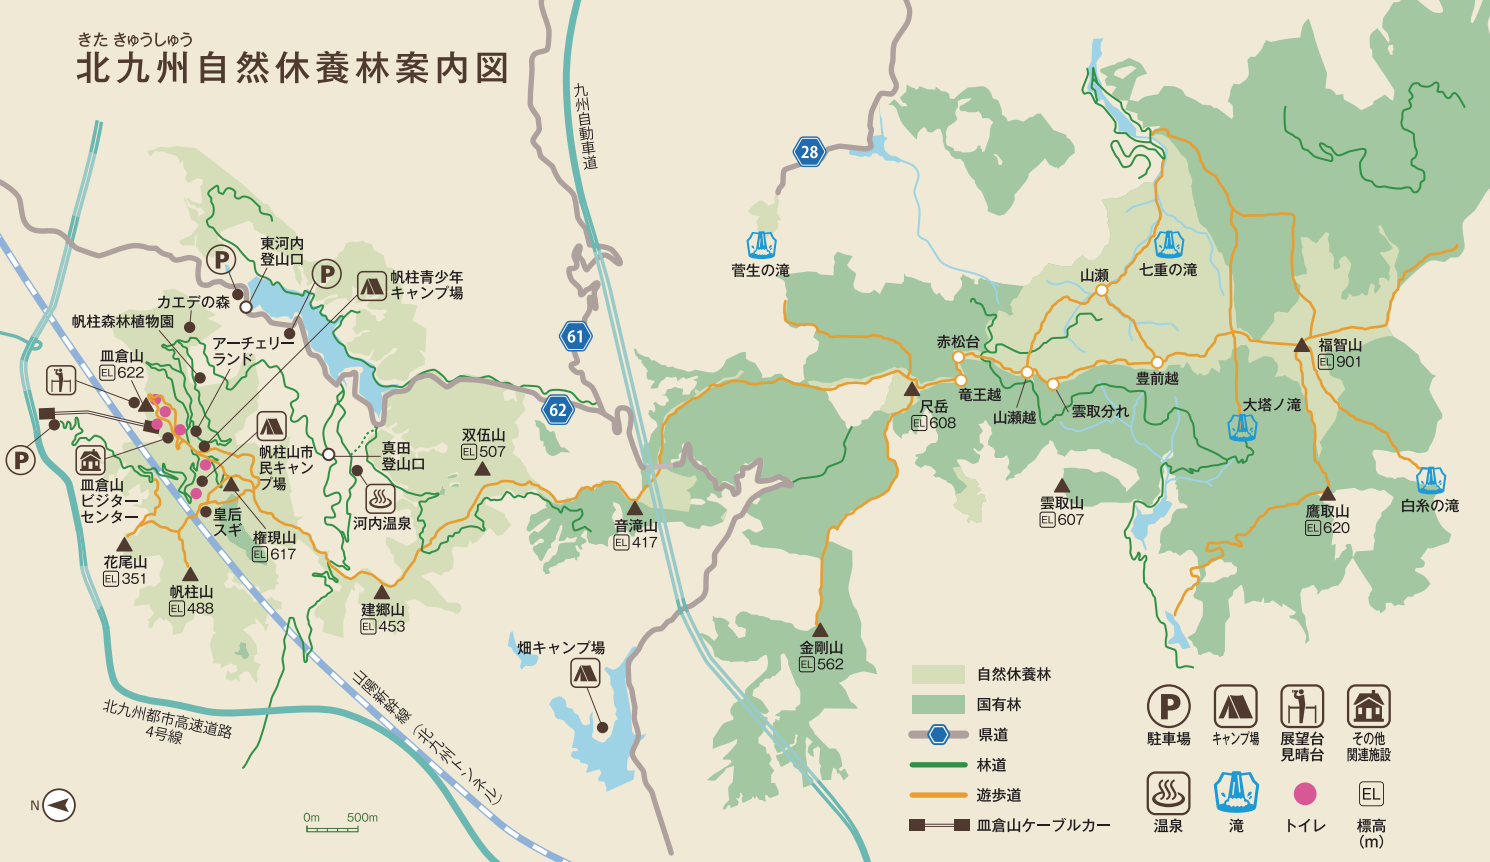 きた きゅうしゅう
北九州自然休養林案内図
九州自動車道
28
菅生の滝
七重の滝
山瀬
東河内
登山口
P
P
帆柱青少年
キャンプ場
カエデの森
帆柱森林植物園
アーチェリー
ランド
皿倉山
EL 622
61
62
赤松台
竜王越
山瀬越
雲取分れ
豊前越
福智山
EL 901
大塔ノ滝
尺岳
EL 608
P
皿倉山
ビジター
センター
帆柱山市
民キャン
プ場
真田
登山口
双伍山
EL 507
河内温泉
皇后
スギ
権現山
EL 617
花尾山
EL 351
帆柱山
EL 488
建郷山
EL 453
音滝山
EL 417
雲取山
EL 607
鷹取山
EL 620
白糸の滝
金剛山
EL 562
畑キャンプ場
北九州都市高速道路
4号線
山陽新幹線(北九州トンネル)
N
0m 500m
自然休養林
国有林
県道
林道
遊歩道
皿倉山ケーブルカー
P
駐車場
キャンプ場
展望台
見晴台
その他
関連施設
温泉
滝
トイレ
EL
標高
(m)